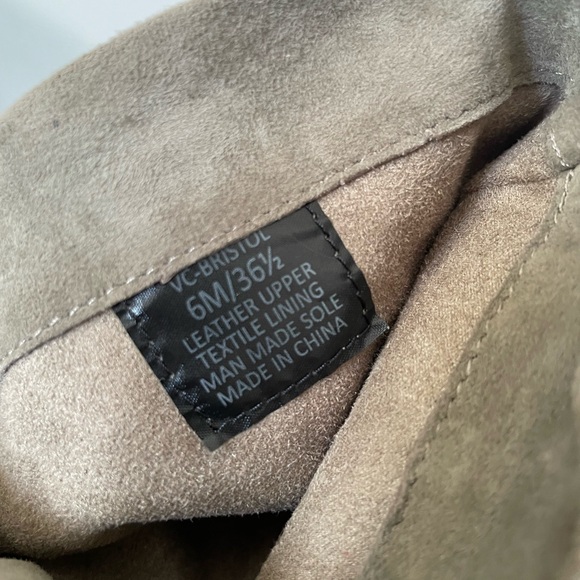 VC-BRISTOL
6M/36½
LEATHER UPPER
TEXTILE LINING
MAN MADE SOLE
MADE IN CHINA